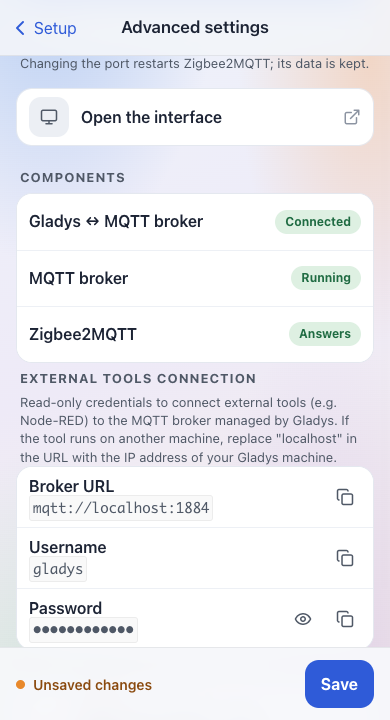 Setup
Advanced settings
Changing the port restarts Zigbee2MQTT; its data is kept.
Open the interface
COMPONENTS
Gladys ↔ MQTT broker
Connected
MQTT broker
Running
Zigbee2MQTT
Answers
EXTERNAL TOOLS CONNECTION
Read-only credentials to connect external tools (e.g.
Node-RED) to the MQTT broker managed by Gladys. If
the tool runs on another machine, replace "localhost" in
the URL with the IP address of your Gladys machine.
Broker URL
mqtt://localhost:1884
Username
gladys
Password
●●●●●●●●●●●●
Unsaved changes
Save